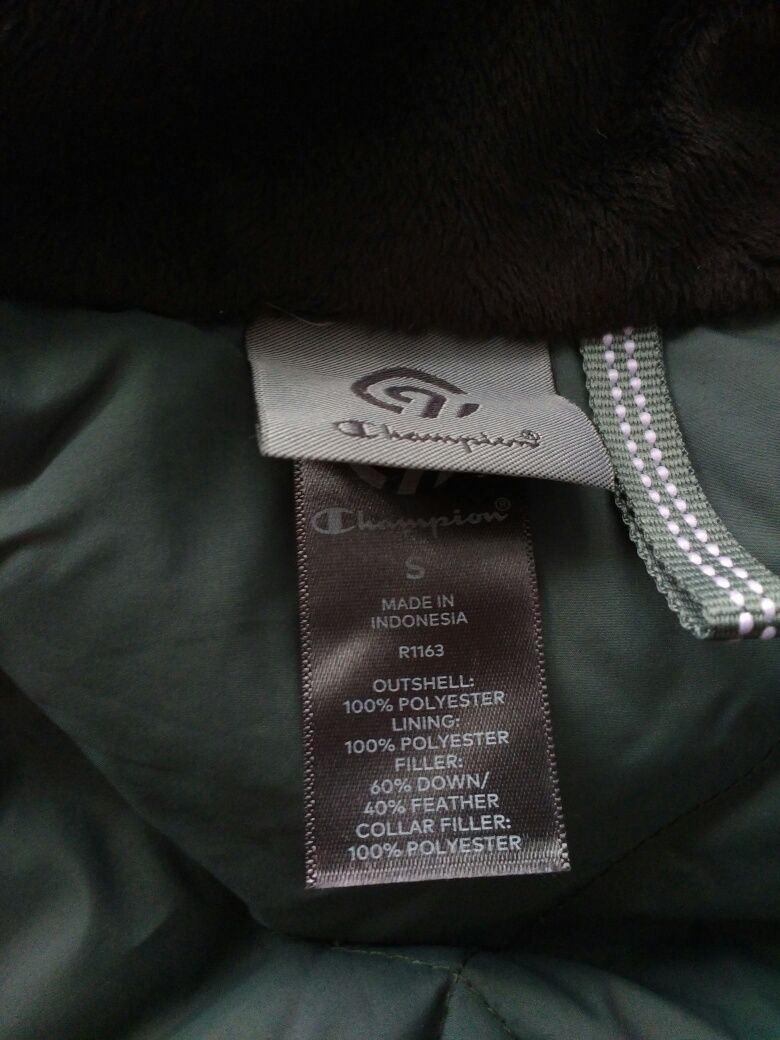 Champion®
Champion®
S
MADE IN
INDONESIA
R1163
OUTSHELL:
100% POLYESTER
LINING:
100% POLYESTER
FILLER:
60% DOWN/
40% FEATHER
COLLAR FILLER:
100% POLYESTER